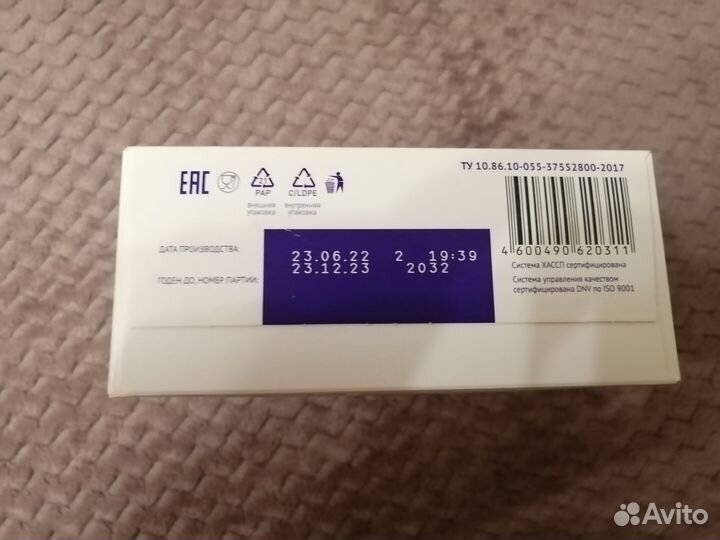 ТУ 10.86.10-055-37552800-2017
EAC
21
PAP
C/LDPE
внешняя
упаковка
внутренняя
упаковка
4 600490 620311
ДАТА ПРОИЗВОДСТВА:
23.06.22 2 19:39
ГОДЕН ДО, НОМЕР ПАРТИИ:
23.12.23 2032
Система ХАССП сертифицирована
Система управления качеством
сертифицирована DNV по ISO 9001
Avito